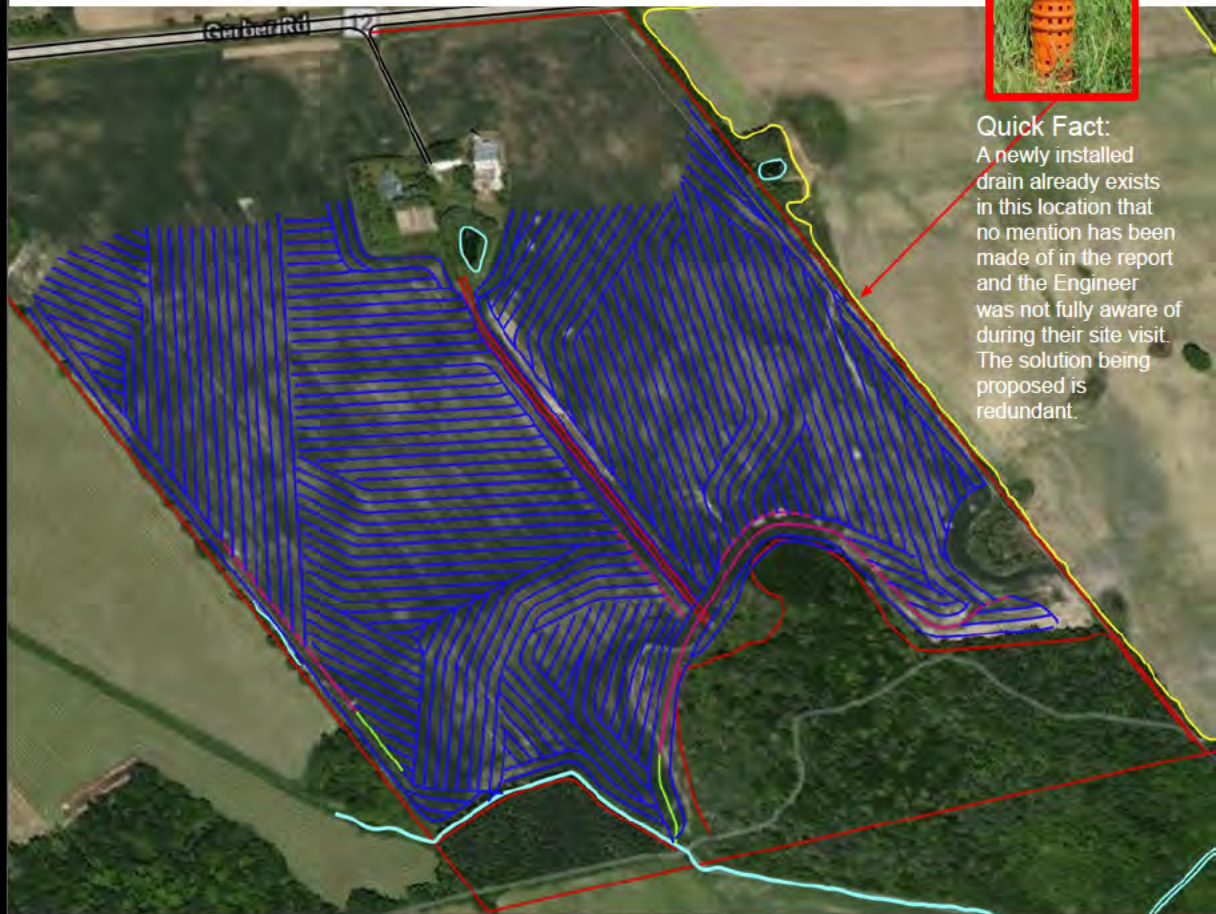 Gerber Rd
12
Quick Fact:
A newly installed
drain already exists
in this location that
no mention has been
made of in the report
and the Engineer
was not fully aware of
during their site visit.
The solution being
proposed is
redundant.